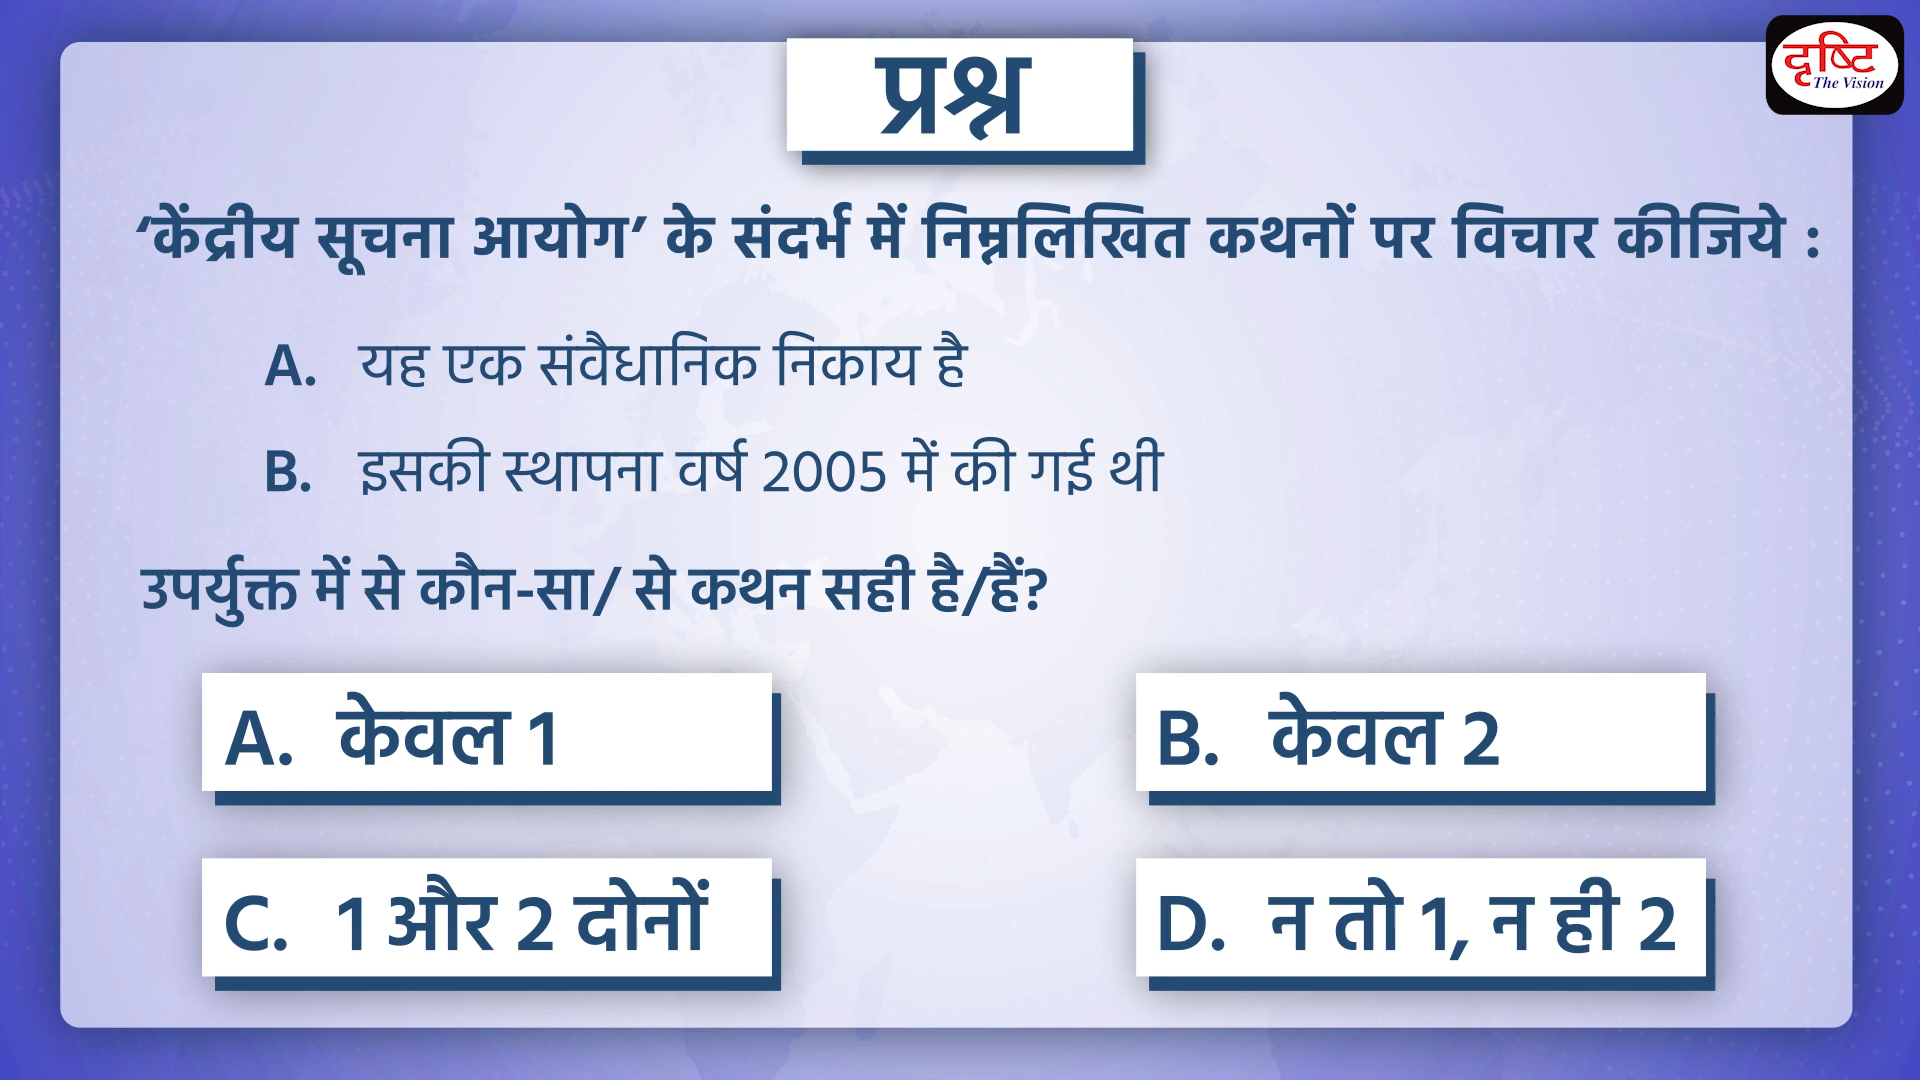 प्रश्न
दृष्टि
The Vision
‘केंद्रीय सूचना आयोग’ के संदर्भ में निम्नलिखित कथनों पर विचार कीजिये :
A. यह एक संवैधानिक निकाय है
B. इसकी स्थापना वर्ष 2005 में की गई थी
उपर्युक्त में से कौन-सा/ से कथन सही है/हैं?
A. केवल 1
B. केवल 2
C. 1 और 2 दोनों
D. न तो 1, न ही 2